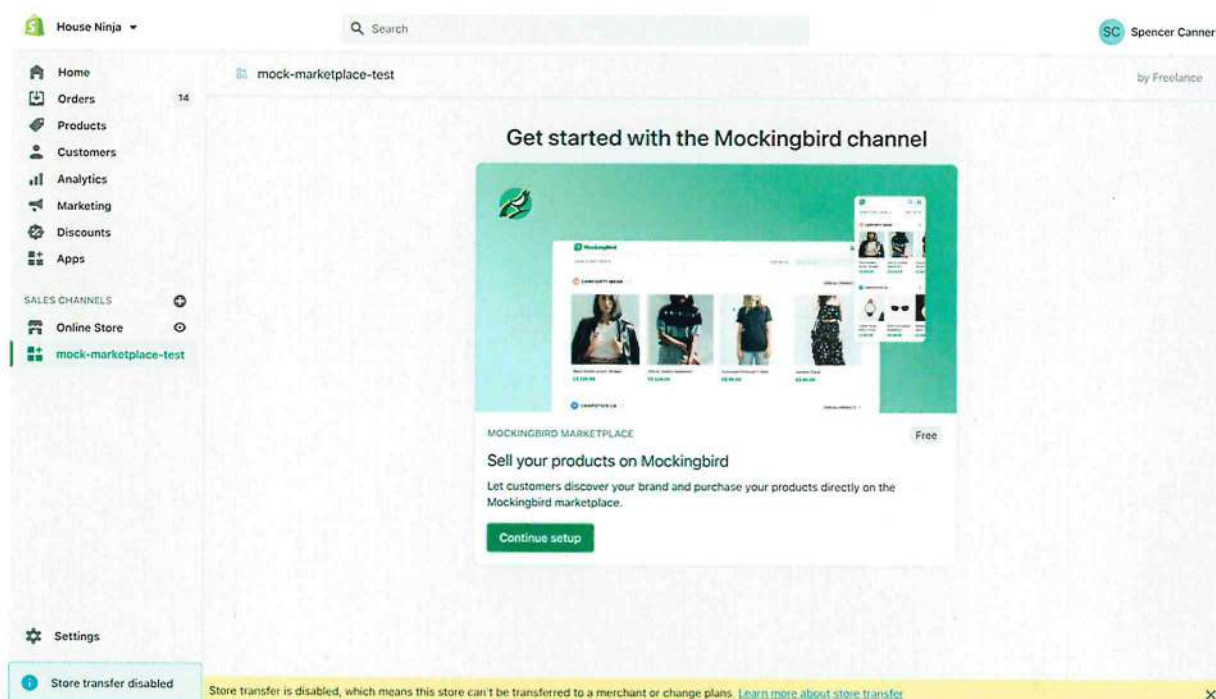 House Ninja
Search
SC Spencer Canner
Home
Orders 14
Products
Customers
Analytics
Marketing
Discounts
Apps
SALES CHANNELS
Online Store
mock-marketplace-test
Settings
Store transfer disabled
mock-marketplace-test
by Freelance
Get started with the Mockingbird channel
Mockingbird
MOCKINGBIRD MARKETPLACE
Free
Sell your products on Mockingbird
Let customers discover your brand and purchase your products directly on the
Mockingbird marketplace.
Continue setup
Store transfer is disabled, which means this store can't be transferred to a merchant or change plans. Learn more about store transfer